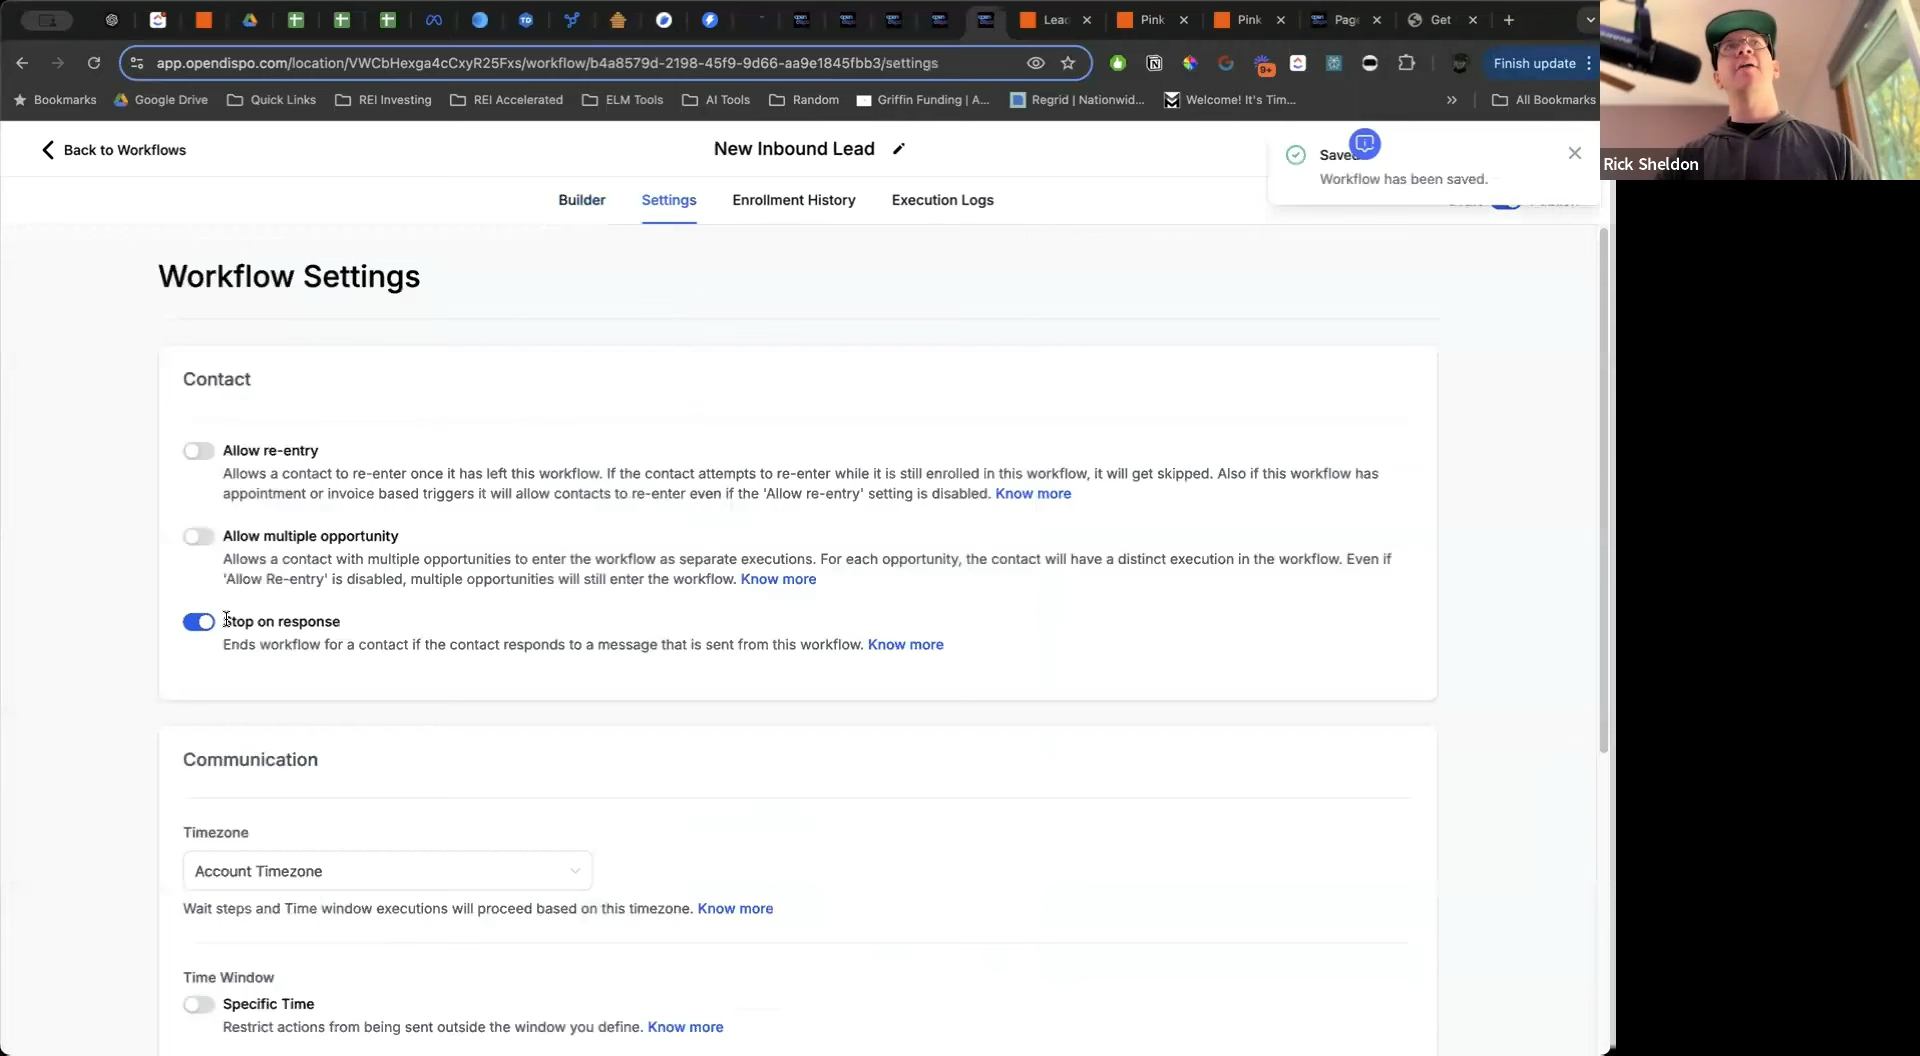 Lead
Pink
Pink
Page
Get
app.opendispo.com/location/VWCbHexga4cCxyR25Fxs/workflow/b4a8579d-2198-45f9-9d66-aa9e1845fbb3/settings
9+
Finish update
Bookmarks
Google Drive
Quick Links
REI Investing
REI Accelerated
ELM Tools
AI Tools
Random
Griffin Funding | A...
Regrid | Nationwid...
Welcome! It's Tim...
All Bookmarks
Back to Workflows
New Inbound Lead
Saved
Workflow has been saved.
Rick Sheldon
Builder
Settings
Enrollment History
Execution Logs
Workflow Settings
Contact
Allow re-entry
Allows a contact to re-enter once it has left this workflow. If the contact attempts to re-enter while it is still enrolled in this workflow, it will get skipped. Also if this workflow has
appointment or invoice based triggers it will allow contacts to re-enter even if the 'Allow re-entry' setting is disabled. Know more
Allow multiple opportunity
Allows a contact with multiple opportunities to enter the workflow as separate executions. For each opportunity, the contact will have a distinct execution in the workflow. Even if
'Allow Re-entry' is disabled, multiple opportunities will still enter the workflow. Know more
Stop on response
Ends workflow for a contact if the contact responds to a message that is sent from this workflow. Know more
Communication
Timezone
Account Timezone
Wait steps and Time window executions will proceed based on this timezone. Know more
Time Window
Specific Time
Restrict actions from being sent outside the window you define. Know more